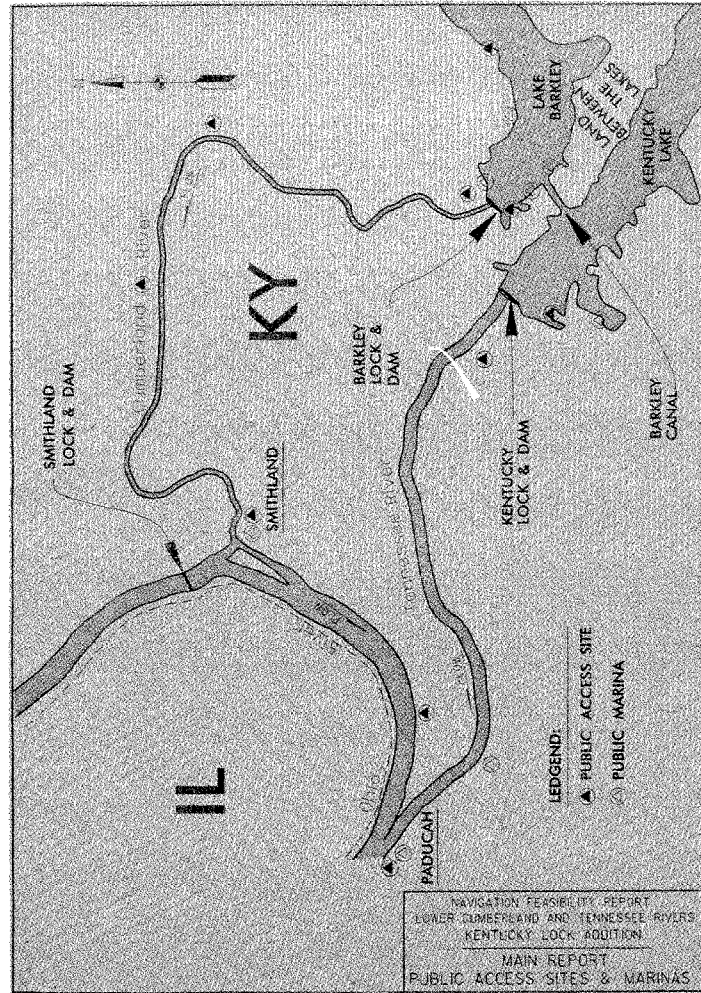 SMITHLAND
LOCK & DAM
Cumberland River
IL
KY
SMITHLAND
BARKLEY
LOCK &
DAM
LAKE
BARKLEY
LAND
BETWEEN
THE
LAKES
KENTUCKY
LAKE
Ohio
River
Tennessee River
KENTUCKY
LOCK & DAM
BARKLEY
CANAL
PADUCAH
LEDGEND:
PUBLIC ACCESS SITE
PUBLIC MARINA
NAVIGATION FEASIBILITY REPORT
LOWER CUMBERLAND AND TENNESSEE RIVERS
KENTUCKY LOCK ADDITION
MAIN REPORT
PUBLIC ACCESS SITES & MARINAS